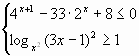 4^{x+1} − 33·2^x + 8 ≤ 0
log_{x^2}(3x − 1)^2 ≥ 1